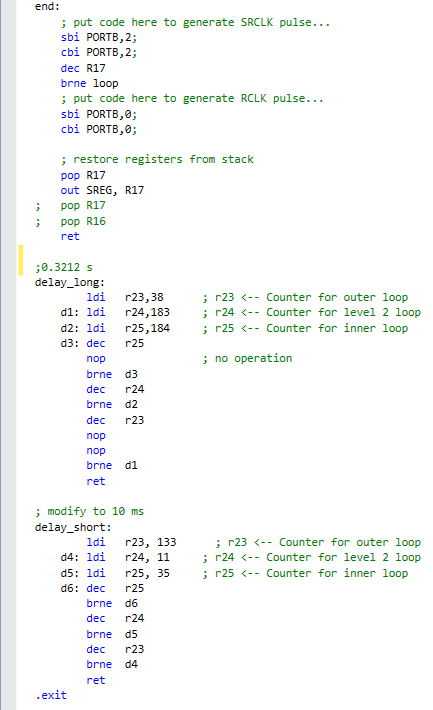 end:
    ; put code here to generate SRCLK pulse...
    sbi PORTB,2;
    cbi PORTB,2;
    dec R17
    brne loop
    ; put code here to generate RCLK pulse...
    sbi PORTB,0;
    cbi PORTB,0;

    ; restore registers from stack
    pop R17
    out SREG, R17
;   pop R17
;   pop R16
    ret

;0.3212 s
delay_long:
        ldi   r23,38      ; r23 <-- Counter for outer loop
    d1: ldi   r24,183     ; r24 <-- Counter for level 2 loop
    d2: ldi   r25,184     ; r25 <-- Counter for inner loop
    d3: dec   r25
        nop               ; no operation
        brne  d3
        dec   r24
        brne  d2
        dec   r23
        nop
        nop
        brne  d1
        ret

; modify to 10 ms
delay_short:
        ldi   r23, 133      ; r23 <-- Counter for outer loop
    d4: ldi   r24, 11     ; r24 <-- Counter for level 2 loop
    d5: ldi   r25, 35     ; r25 <-- Counter for inner loop
    d6: dec   r25
        brne  d6
        dec   r24
        brne  d5
        dec   r23
        brne  d4
        ret
.exit